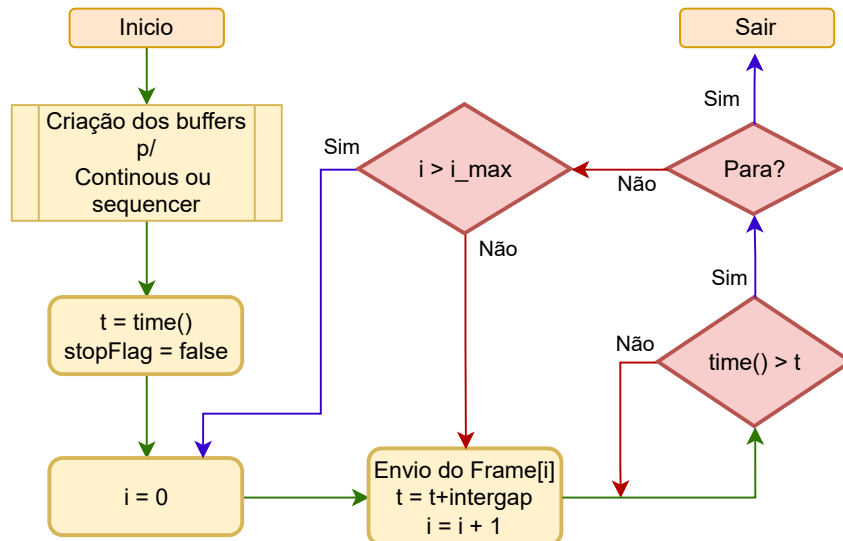 Inicio
Criação dos buffers
p/
Continous ou
sequencer
t = time()
stopFlag = false
i = 0
Sim
i > i_max
Não
Envio do Frame[i]
t = t+intergap
i = i + 1
Sair
Sim
Para?
Não
Sim
Não
time() > t